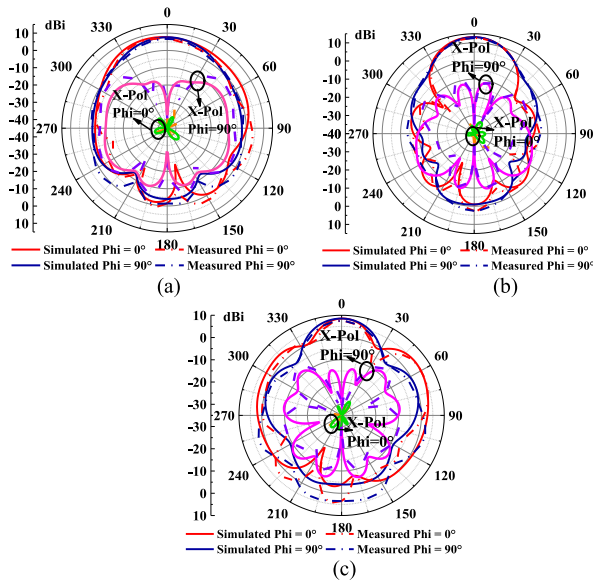 dBi
0
330
30
300
60
270
90
240
120
210
150
180
10
0
-10
-20
-30
-40
-30
-20
-10
0
10
X-Pol
Phi=0°
X-Pol
Phi=90°
Simulated Phi = 0°
Measured Phi = 0°
Simulated Phi = 90°
Measured Phi = 90°
(a)
dBi
0
330
30
300
60
270
90
240
120
210
150
180
10
0
-10
-20
-30
-40
-30
-20
-10
0
10
X-Pol
Phi=90°
X-Pol
Phi=0°
Simulated Phi = 0°
Measured Phi = 0°
Simulated Phi = 90°
Measured Phi = 90°
(b)
dBi
0
330
30
300
60
270
90
240
120
210
150
180
10
0
-10
-20
-30
-30
-20
-10
0
10
X-Pol
Phi=90°
X-Pol
Phi=0°
Simulated Phi = 0°
Measured Phi = 0°
Simulated Phi = 90°
Measured Phi = 90°
(c)